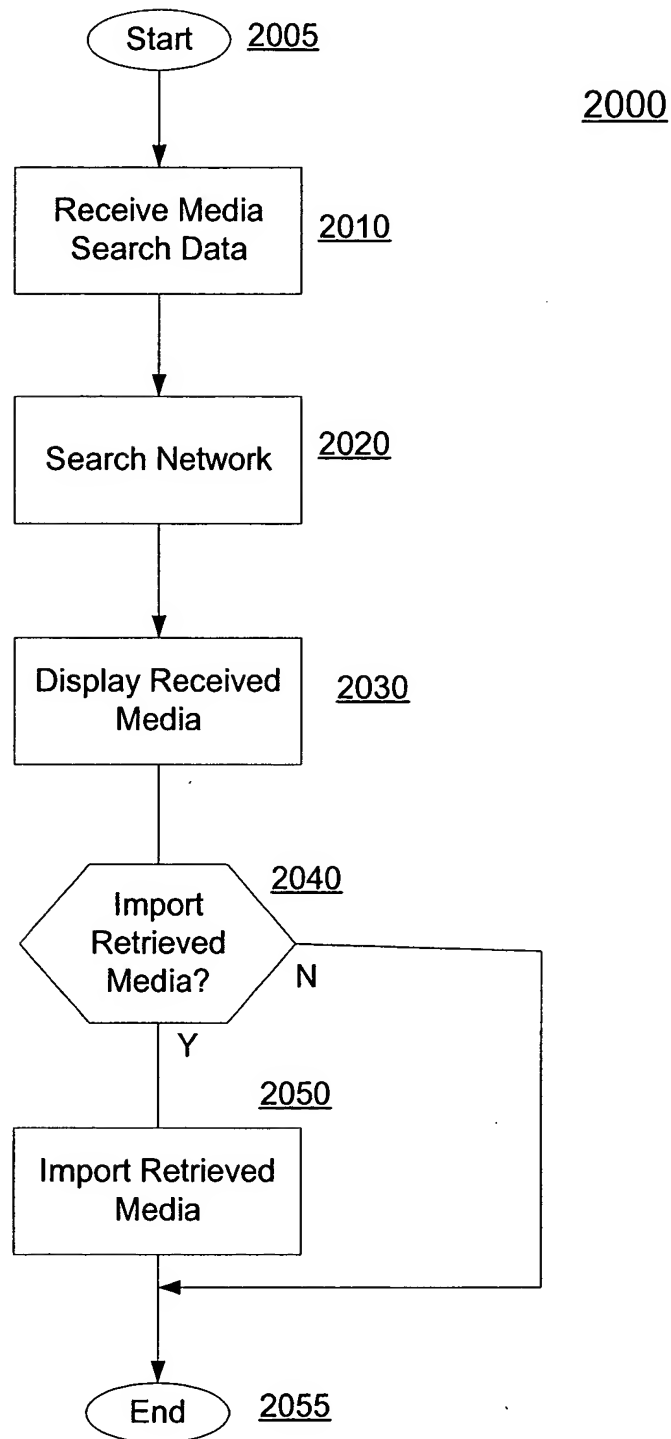 Start
2005
2000
Receive Media
Search Data
2010
Search Network
2020
Display Received
Media
2030
2040
Import
Retrieved
Media?
N
Y
2050
Import Retrieved
Media
End
2055